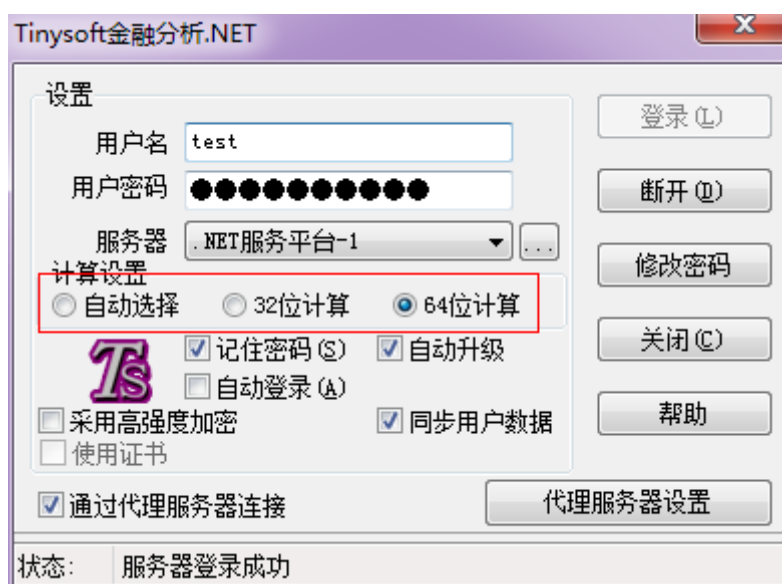 Tinysoft金融分析.NET
设置
用户名 test
登录(L)
用户密码 ●●●●●●●●●●
断开(D)
服务器 .NET服务平台-1 ...
修改密码
计算设置
自动选择 32位计算 64位计算
TS
记住密码(S) 自动升级
关闭(C)
自动登录(A)
采用高强度加密 同步用户数据
帮助
使用证书
通过代理服务器连接
代理服务器设置
状态: 服务器登录成功